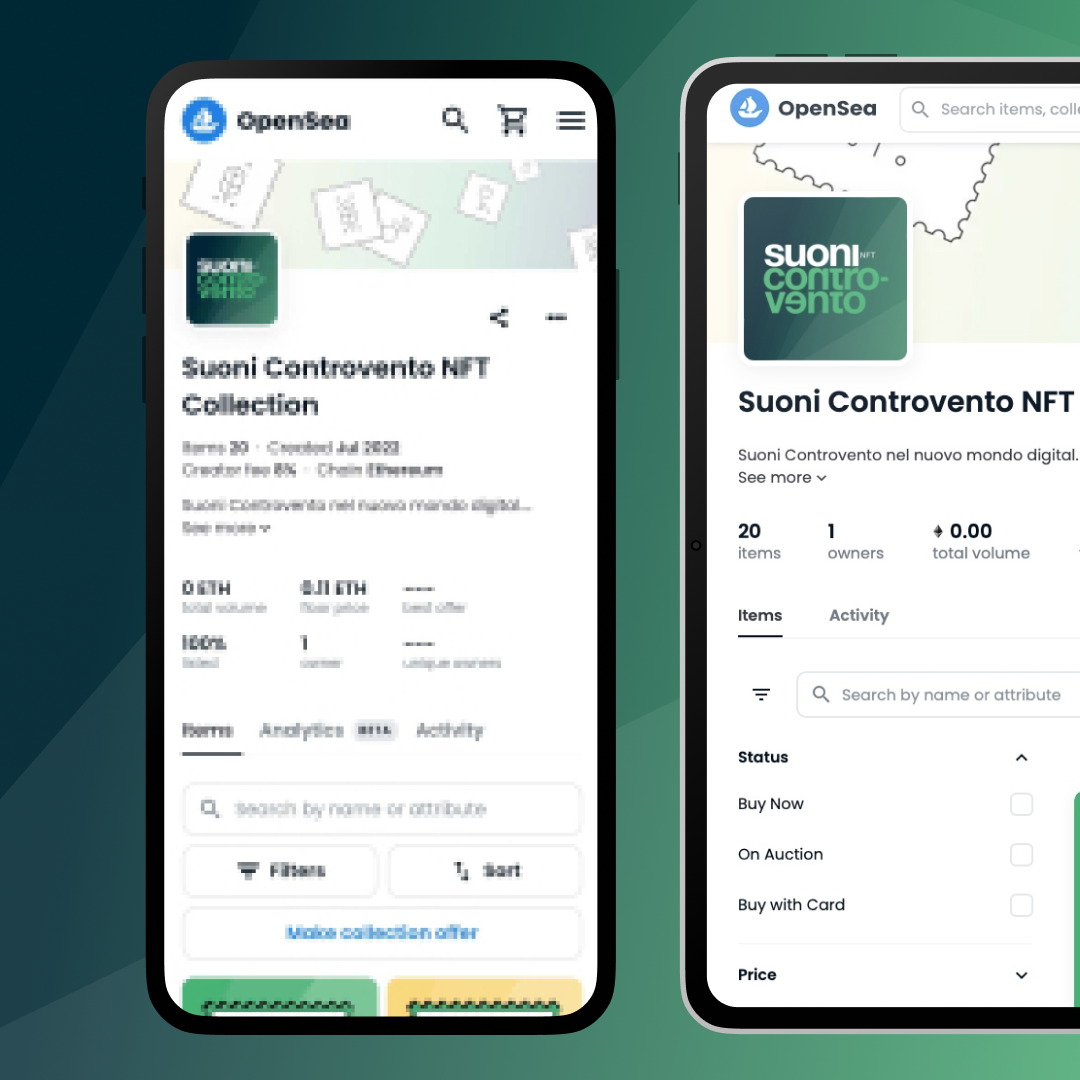 OpenSea
suoni
contro-
vento
Suoni Controvento NFT
Collection
Items 20 · Created Jul 2022
Creator fee 8% · Chain Ethereum
Suoni Controvento nel nuovo mondo digital...
See more
0 ETH 0.11 ETH ---
total volume floor price best offer
100% 1 ---
listed owner unique owners
Items Analytics BETA Activity
Search by name or attribute
Filters Sort
Make collection offer
OpenSea Search items, colle
suoni NFT
contro-
vento
Suoni Controvento NFT
Suoni Controvento nel nuovo mondo digital.
See more
20 1 0.00
items owners total volume
Items Activity
Search by name or attribute
Status
Buy Now
On Auction
Buy with Card
Price